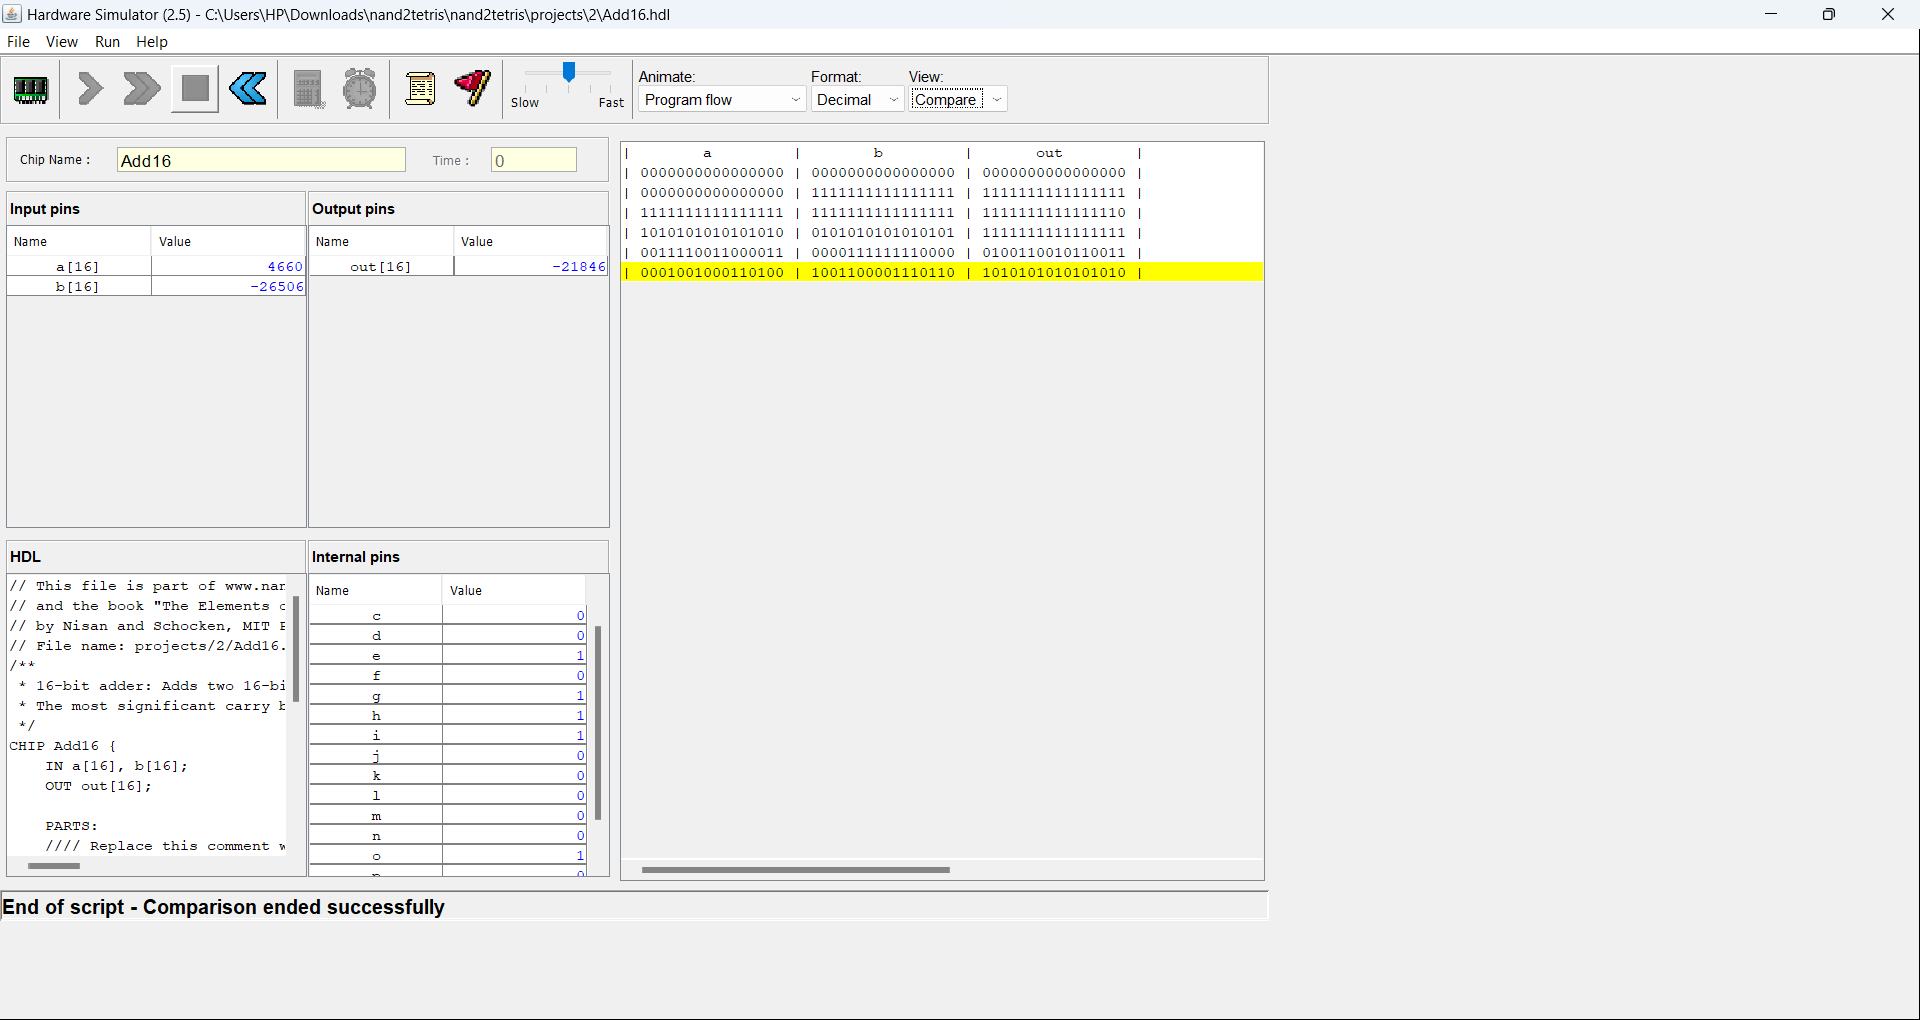 Hardware Simulator (2.5) - C:\Users\HP\Downloads\nand2tetris\nand2tetris\projects\2\Add16.hdl
File View Run Help
Slow Fast
Animate: Format: View:
Program flow Decimal Compare
Chip Name : Add16 Time : 0
Input pins
Name Value
a[16] 4660
b[16] -26506
Output pins
Name Value
out[16] -21846
| a | b | out |
| 0000000000000000 | 0000000000000000 | 0000000000000000 |
| 0000000000000000 | 1111111111111111 | 1111111111111111 |
| 1111111111111111 | 1111111111111111 | 1111111111111110 |
| 1010101010101010 | 0101010101010101 | 1111111111111111 |
| 0011110011000011 | 0000111111110000 | 0100110010110011 |
| 0001001000110100 | 1001100001110110 | 1010101010101010 |
HDL
// This file is part of www.nan
// and the book "The Elements o
// by Nisan and Schocken, MIT P
// File name: projects/2/Add16.
/**
* 16-bit adder: Adds two 16-bi
* The most significant carry b
*/
CHIP Add16 {
IN a[16], b[16];
OUT out[16];
PARTS:
//// Replace this comment w
Internal pins
Name Value
c 0
d 0
e 1
f 0
g 1
h 1
i 1
j 0
k 0
l 0
m 0
n 0
o 1
p 0
End of script - Comparison ended successfully